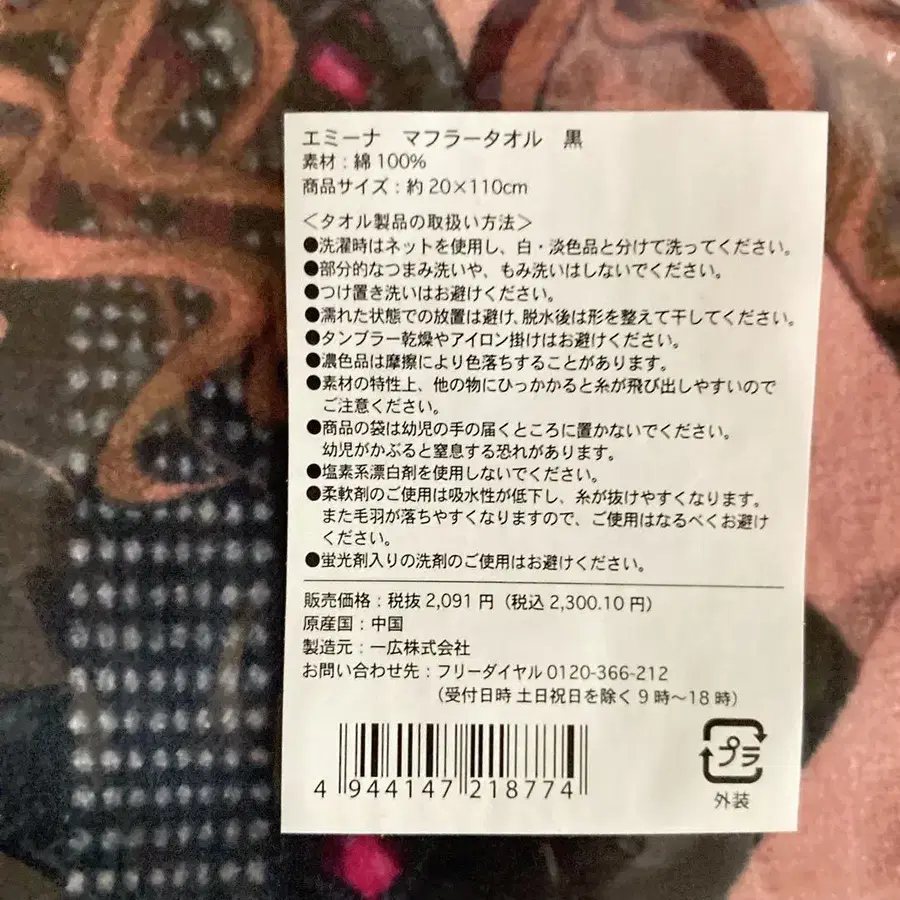 エミーナ　マフラータオル　黒
素材：綿 100%
商品サイズ：約 20×110cm
＜タオル製品の取扱い方法＞
●洗濯時はネットを使用し、白・淡色品と分けて洗ってください。
●部分的なつまみ洗いや、もみ洗いはしないでください。
●つけ置き洗いはお避けください。
●濡れた状態での放置は避け、脱水後は形を整えて干してください。
●タンブラー乾燥やアイロン掛けはお避けください。
●濃色品は摩擦により色落ちすることがあります。
●素材の特性上、他の物にひっかかると糸が飛び出しやすいので
ご注意ください。
●商品の袋は幼児の手の届くところに置かないでください。
幼児がかぶると窒息する恐れがあります。
●塩素系漂白剤を使用しないでください。
●柔軟剤のご使用は吸水性が低下し、糸が抜けやすくなります。
また毛羽が落ちやすくなりますので、ご使用はなるべくお避け
ください。
●蛍光剤入りの洗剤のご使用はお避けください。
販売価格：税抜 2,091 円（税込 2,300.10 円）
原産国：中国
製造元：一広株式会社
お問い合わせ先：フリーダイヤル 0120-366-212
（受付日時 土日祝日を除く 9 時～18 時）
4 944147 218774
プラ
外装